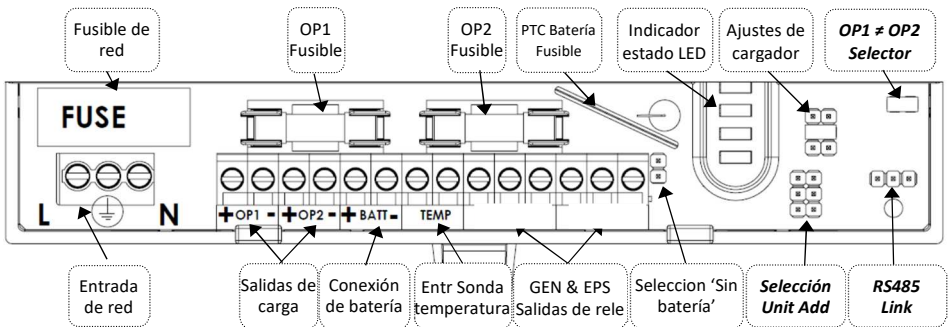 Fusible de
red
OP1
Fusible
OP2
Fusible
PTC Batería
Fusible
Indicador
estado LED
Ajustes de
cargador
OP1 ≠ OP2
Selector
FUSE
L
N
+ OP1 -
+ OP2 -
+ BATT -
TEMP
Entrada
de red
Salidas de
carga
Conexión
de batería
Entr Sonda
temperatura
GEN & EPS
Salidas de rele
Seleccion ‘Sin
batería’
Selección
Unit Add
RS485
Link